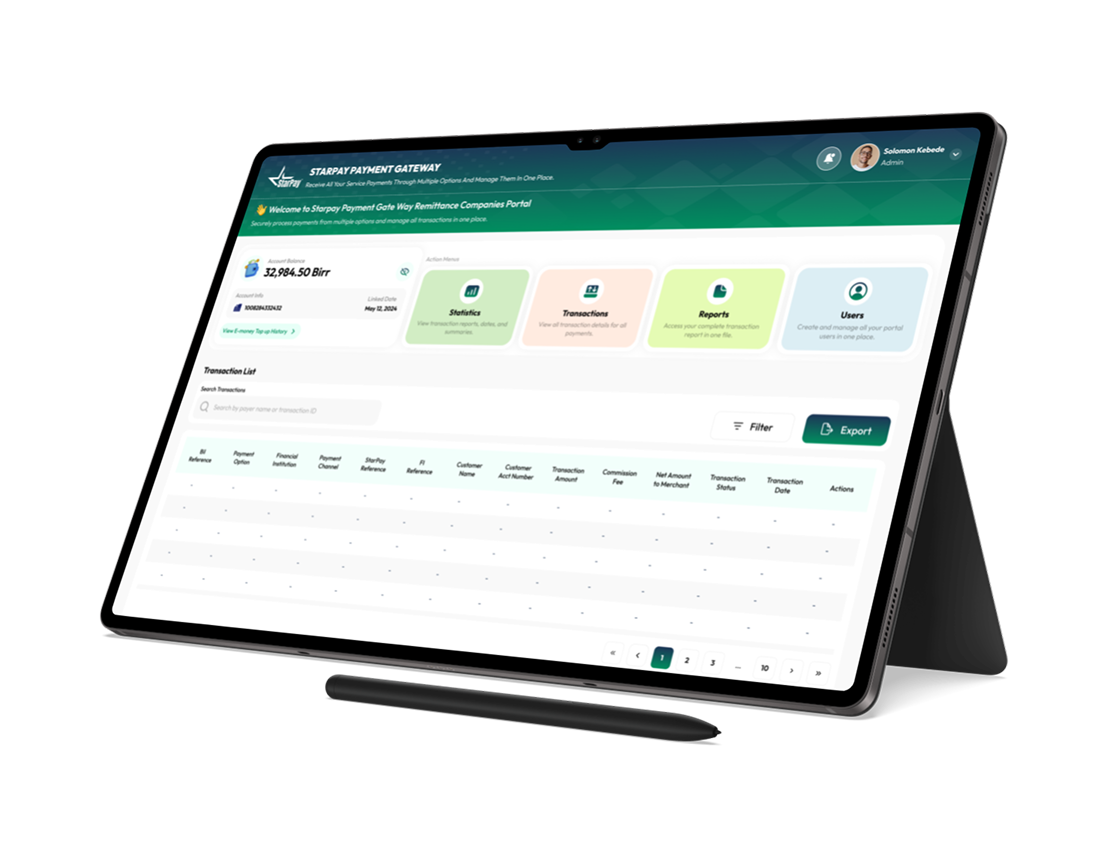 StarPay
STARPAY PAYMENT GATEWAY
Receive All Your Service Payments Through Multiple Options And Manage Them In One Place.
Solomon Kebede
Admin
👋 Welcome to Starpay Payment Gate Way Remittance Companies Portal
Securely process payments from multiple options and manage all transactions in one place.
Account Balance
32,984.50 Birr
Account Info
1008284332432
Linked Date
May 12, 2024
View E-money Top up History
Action Menus
Statistics
View transaction reports, dates, and
summaries.
Transactions
View all transaction details for all
payments.
Reports
Access your complete transaction
report in one file.
Users
Create and manage all your portal
users in one place.
Transaction List
Search Transactions
Search by payer name or transaction ID
Filter
Export
Bill
Reference
Payment
Option
Financial
Institution
Payment
Channel
StarPay
Reference
FI
Reference
Customer
Name
Customer
Acct Number
Transaction
Amount
Commission
Fee
Net Amount
to Merchant
Transaction
Status
Transaction
Date
Actions
« ‹ 1 2 3 ... 10 › »